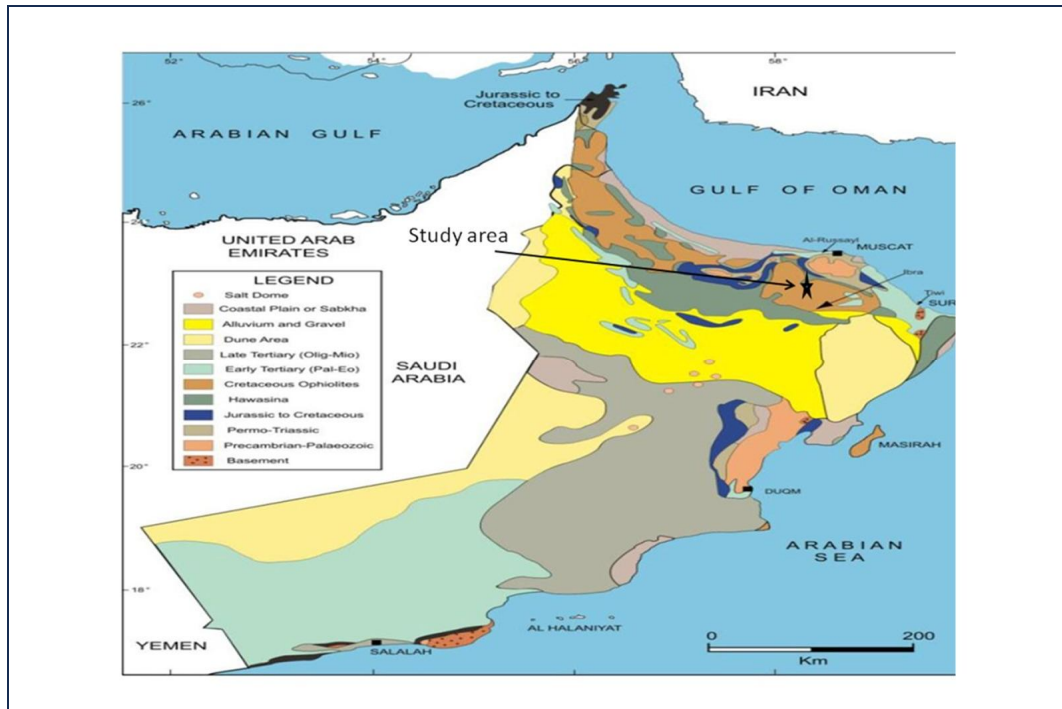 52°
54°
56°
58°
26°
Jurassic to
Cretaceous
IRAN
ARABIAN GULF
GULF OF OMAN
24
Study area
Al-Russayl
MUSCAT
UNITED ARAB
EMIRATES
Ibra
Tiwi
SUR
LEGEND
Salt Dome
Coastal Plain or Sabkha
Alluvium and Gravel
Dune Area
Late Tertiary (Olig-Mio)
Early Tertiary (Pal-Eo)
Cretaceous Ophiolites
Hawasina
Jurassic to Cretaceous
Permo-Triassic
Precambrian-Palaeozoic
Basement
22°
SAUDI
ARABIA
MASIRAH
20°
DUQM
ARABIAN
SEA
18°
AL HALANIYAT
YEMEN
SALALAH
0 200
Km